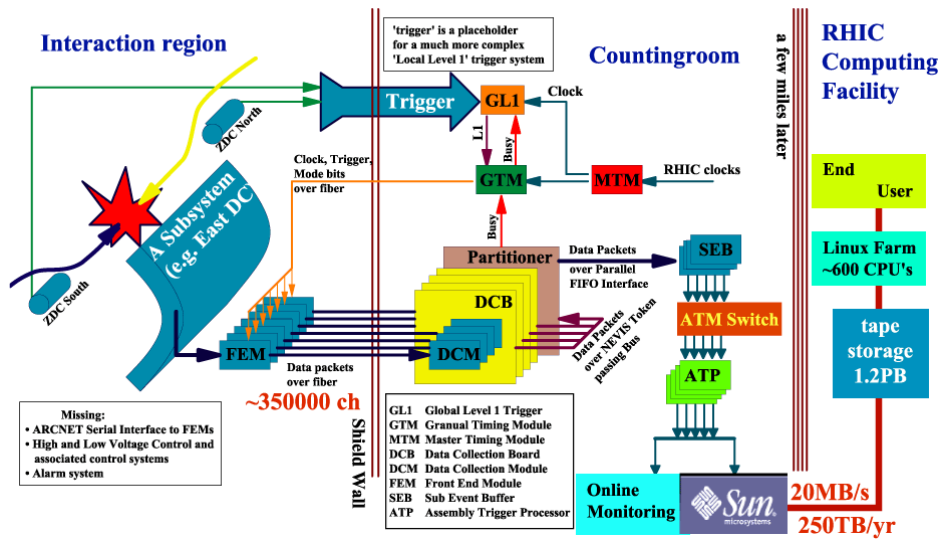 Interaction region
'trigger' is a placeholder
for a much more complex
'Local Level 1' trigger system
Countingroom
a few miles later
RHIC
Computing
Facility
Trigger
GL1
Clock
ZDC North
L1
Busy
Clock, Trigger,
Mode bits
over fiber
GTM
MTM
RHIC clocks
End
User
A Subsystem
(e.g. East DC)
Busy
Partitioner
Data Packets
over Parallel
FIFO Interface
SEB
Linux Farm
~600 CPU's
ZDC South
DCB
ATM Switch
tape
storage
1.2PB
FEM
DCM
Data Packets
over NEVIS Token
passing Bus
Data packets
over fiber
ATP
~350000 ch
Missing:
• ARCNET Serial Interface to FEMs
• High and Low Voltage Control and
associated control systems
• Alarm system
Shield Wall
GL1 Global Level 1 Trigger
GTM Granual Timing Module
MTM Master Timing Module
DCB Data Collection Board
DCM Data Collection Module
FEM Front End Module
SEB Sub Event Buffer
ATP Assembly Trigger Processor
Online
Monitoring
Sun
microsystems
20MB/s
250TB/yr